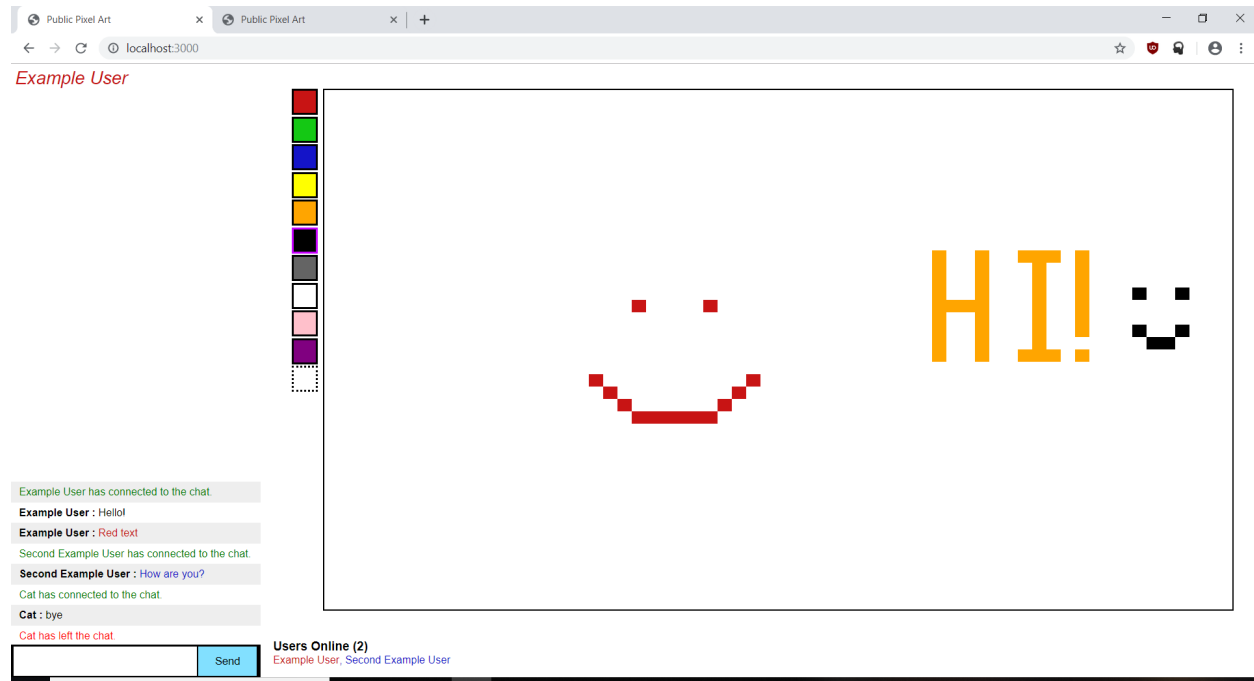 Public Pixel Art
Public Pixel Art
localhost:3000
Example User
HI!
Example User has connected to the chat.
Example User : Hello!
Example User : Red text
Second Example User has connected to the chat.
Second Example User : How are you?
Cat has connected to the chat.
Cat : bye
Cat has left the chat.
Send
Users Online (2)
Example User, Second Example User